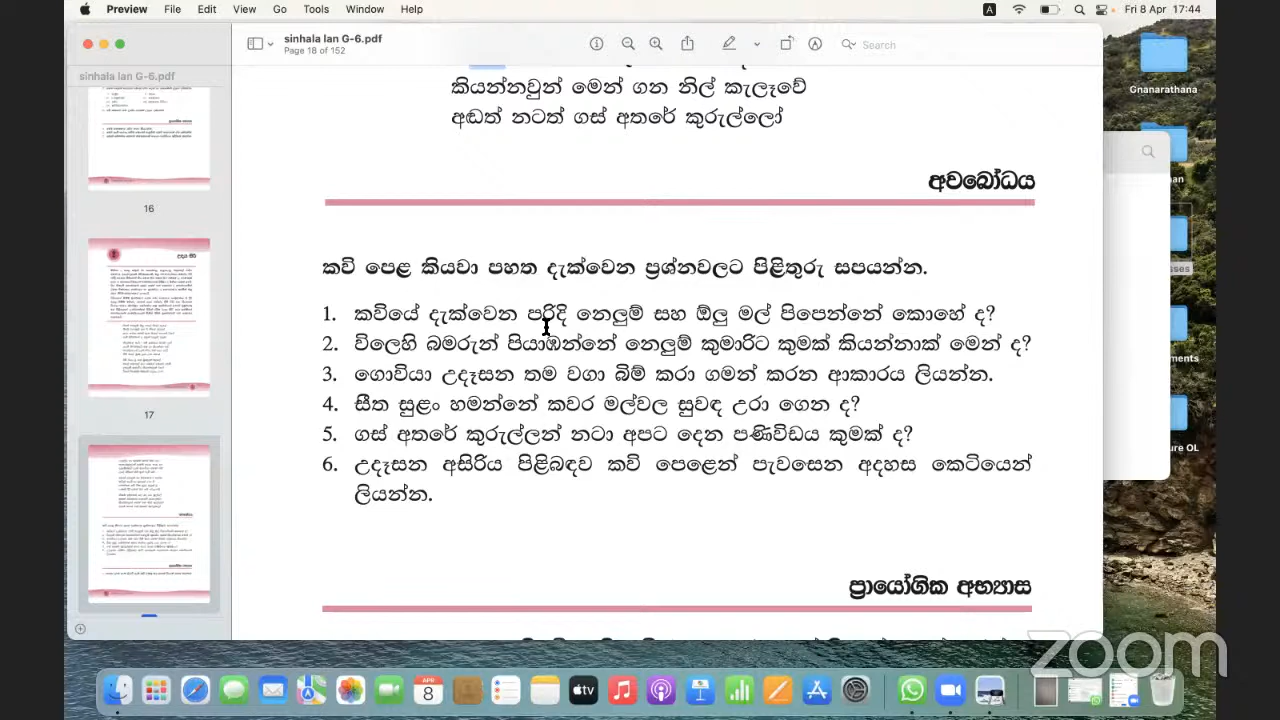 Preview File Edit View Go Tools Window Help
A Fri 8 Apr 17:44
sinhala lan G-6.pdf
Page 18 of 152
Search
sinhala lan G-6.pdf
16
17
Gnanarathana
කියන්නවුන් මෙන් ගන නිල් කැලෑවේ
අඬත් නටත් ගස් අතරේ කුරුල්ලෝ
අවබෝධය
කවි පෙළ කියවා පහත දැක්වෙන ප්‍රශ්නවලට පිළිතුරු සපයන්න.
1. කවියේ දැක්වෙන පරිදි නෙලුම් සහ ඕලු මල් පිපෙන්නේ කොහේ ද?
2. විදෙහි බමරුන් පියාඹන්නේ නෙලුම් කුමාරිට කුමක් කියන්නාක් මෙන් ද?
3. ගොවියා උදෑසන තම වගා බිම් කරා ගමන් කරන ආකාරය ලියන්න.
4. සීත සුළං හමන්නේ කවර මල්වල සුවඳ උරා ගෙන ද?
5. ගස් අතරේ කුරුල්ලන් නටා අපට දෙන පණිවිඩය කුමක් ද?
6. උදෑසන අසිරිය පිළිබඳව කවි පෙළෙන් පැවසෙන අදහස කෙටියෙන්
ලියන්න.
ප්‍රායෝගික අභ්‍යාස
APR
8
tv
zoom